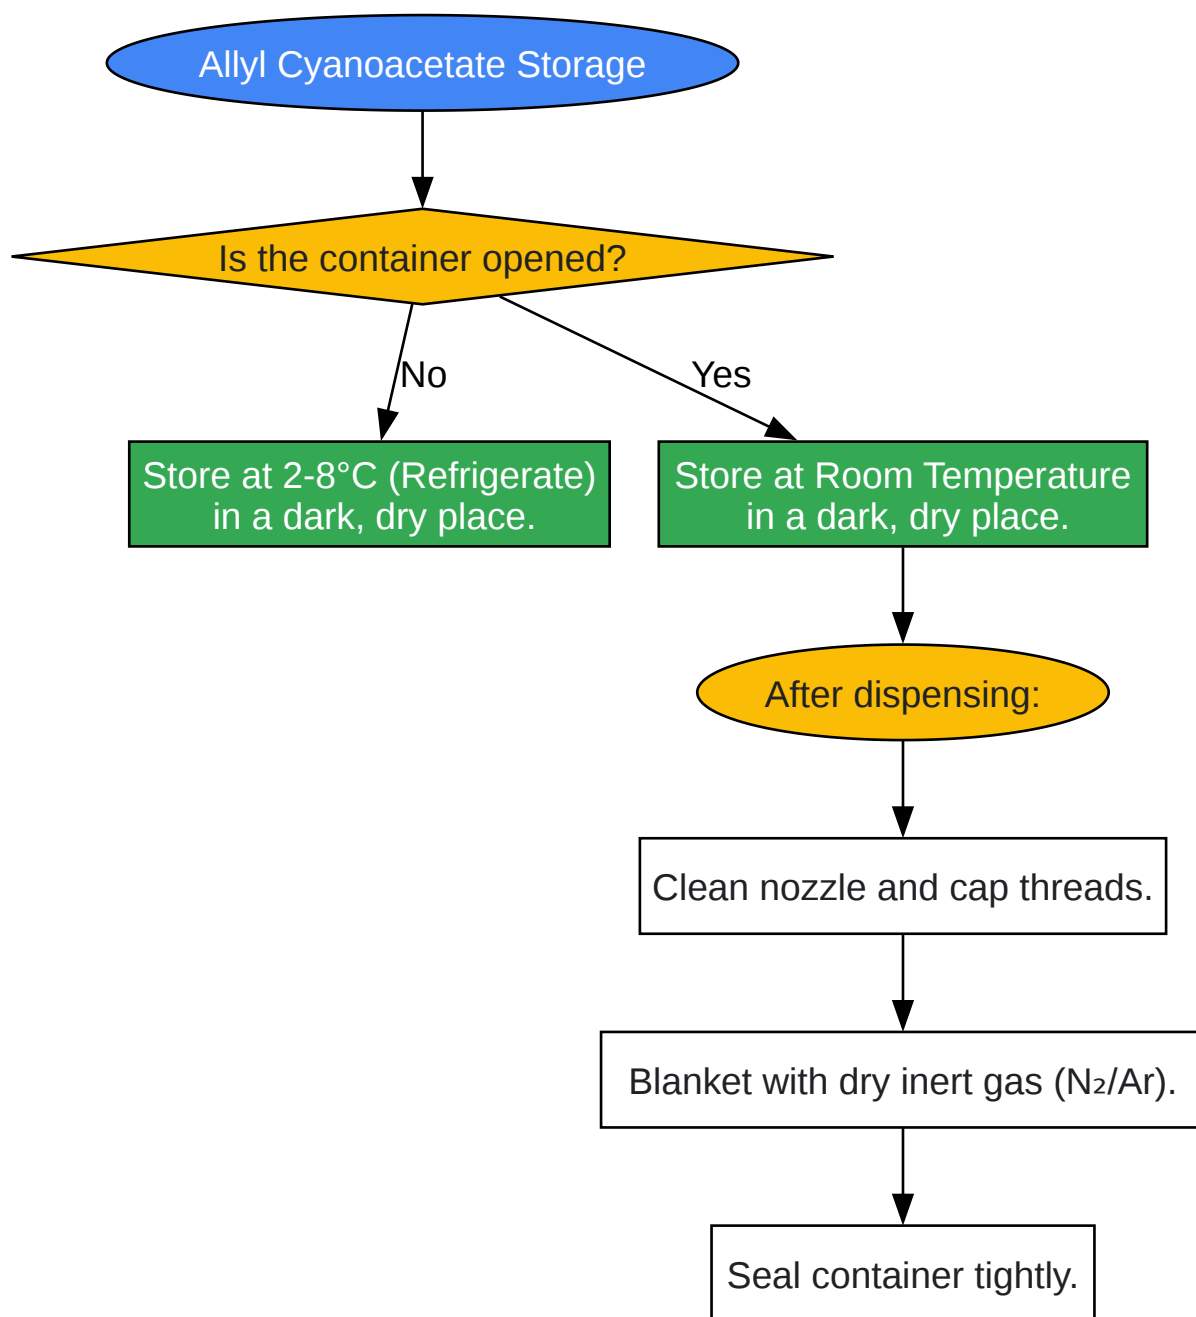 Allyl Cyanoacetate Storage
Is the container opened?
No
Yes
Store at 2-8°C (Refrigerate)
in a dark, dry place.
Store at Room Temperature
in a dark, dry place.
After dispensing:
Clean nozzle and cap threads.
Blanket with dry inert gas (N₂/Ar).
Seal container tightly.